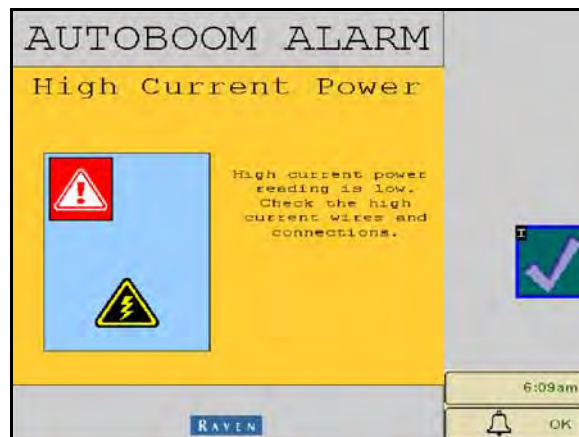 AUTOBOOM ALARM
High Current Power
High current power
reading is low.
Check the high
current wires and
connections.
I
6:09am
RAVEN
OK